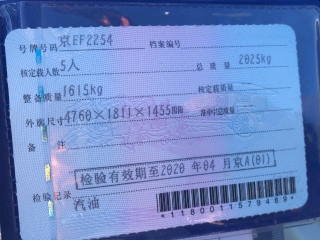 号牌号码 京EF2254 档案编号
核定载人数 5人 总质量 2025kg
整备质量 1615kg 核定载质量
外廓尺寸 4760×1811×1455mm 准牵引总质量
备注
检验有效期至2020年04月京A(01)
检验记录
汽油
*1180011579489*